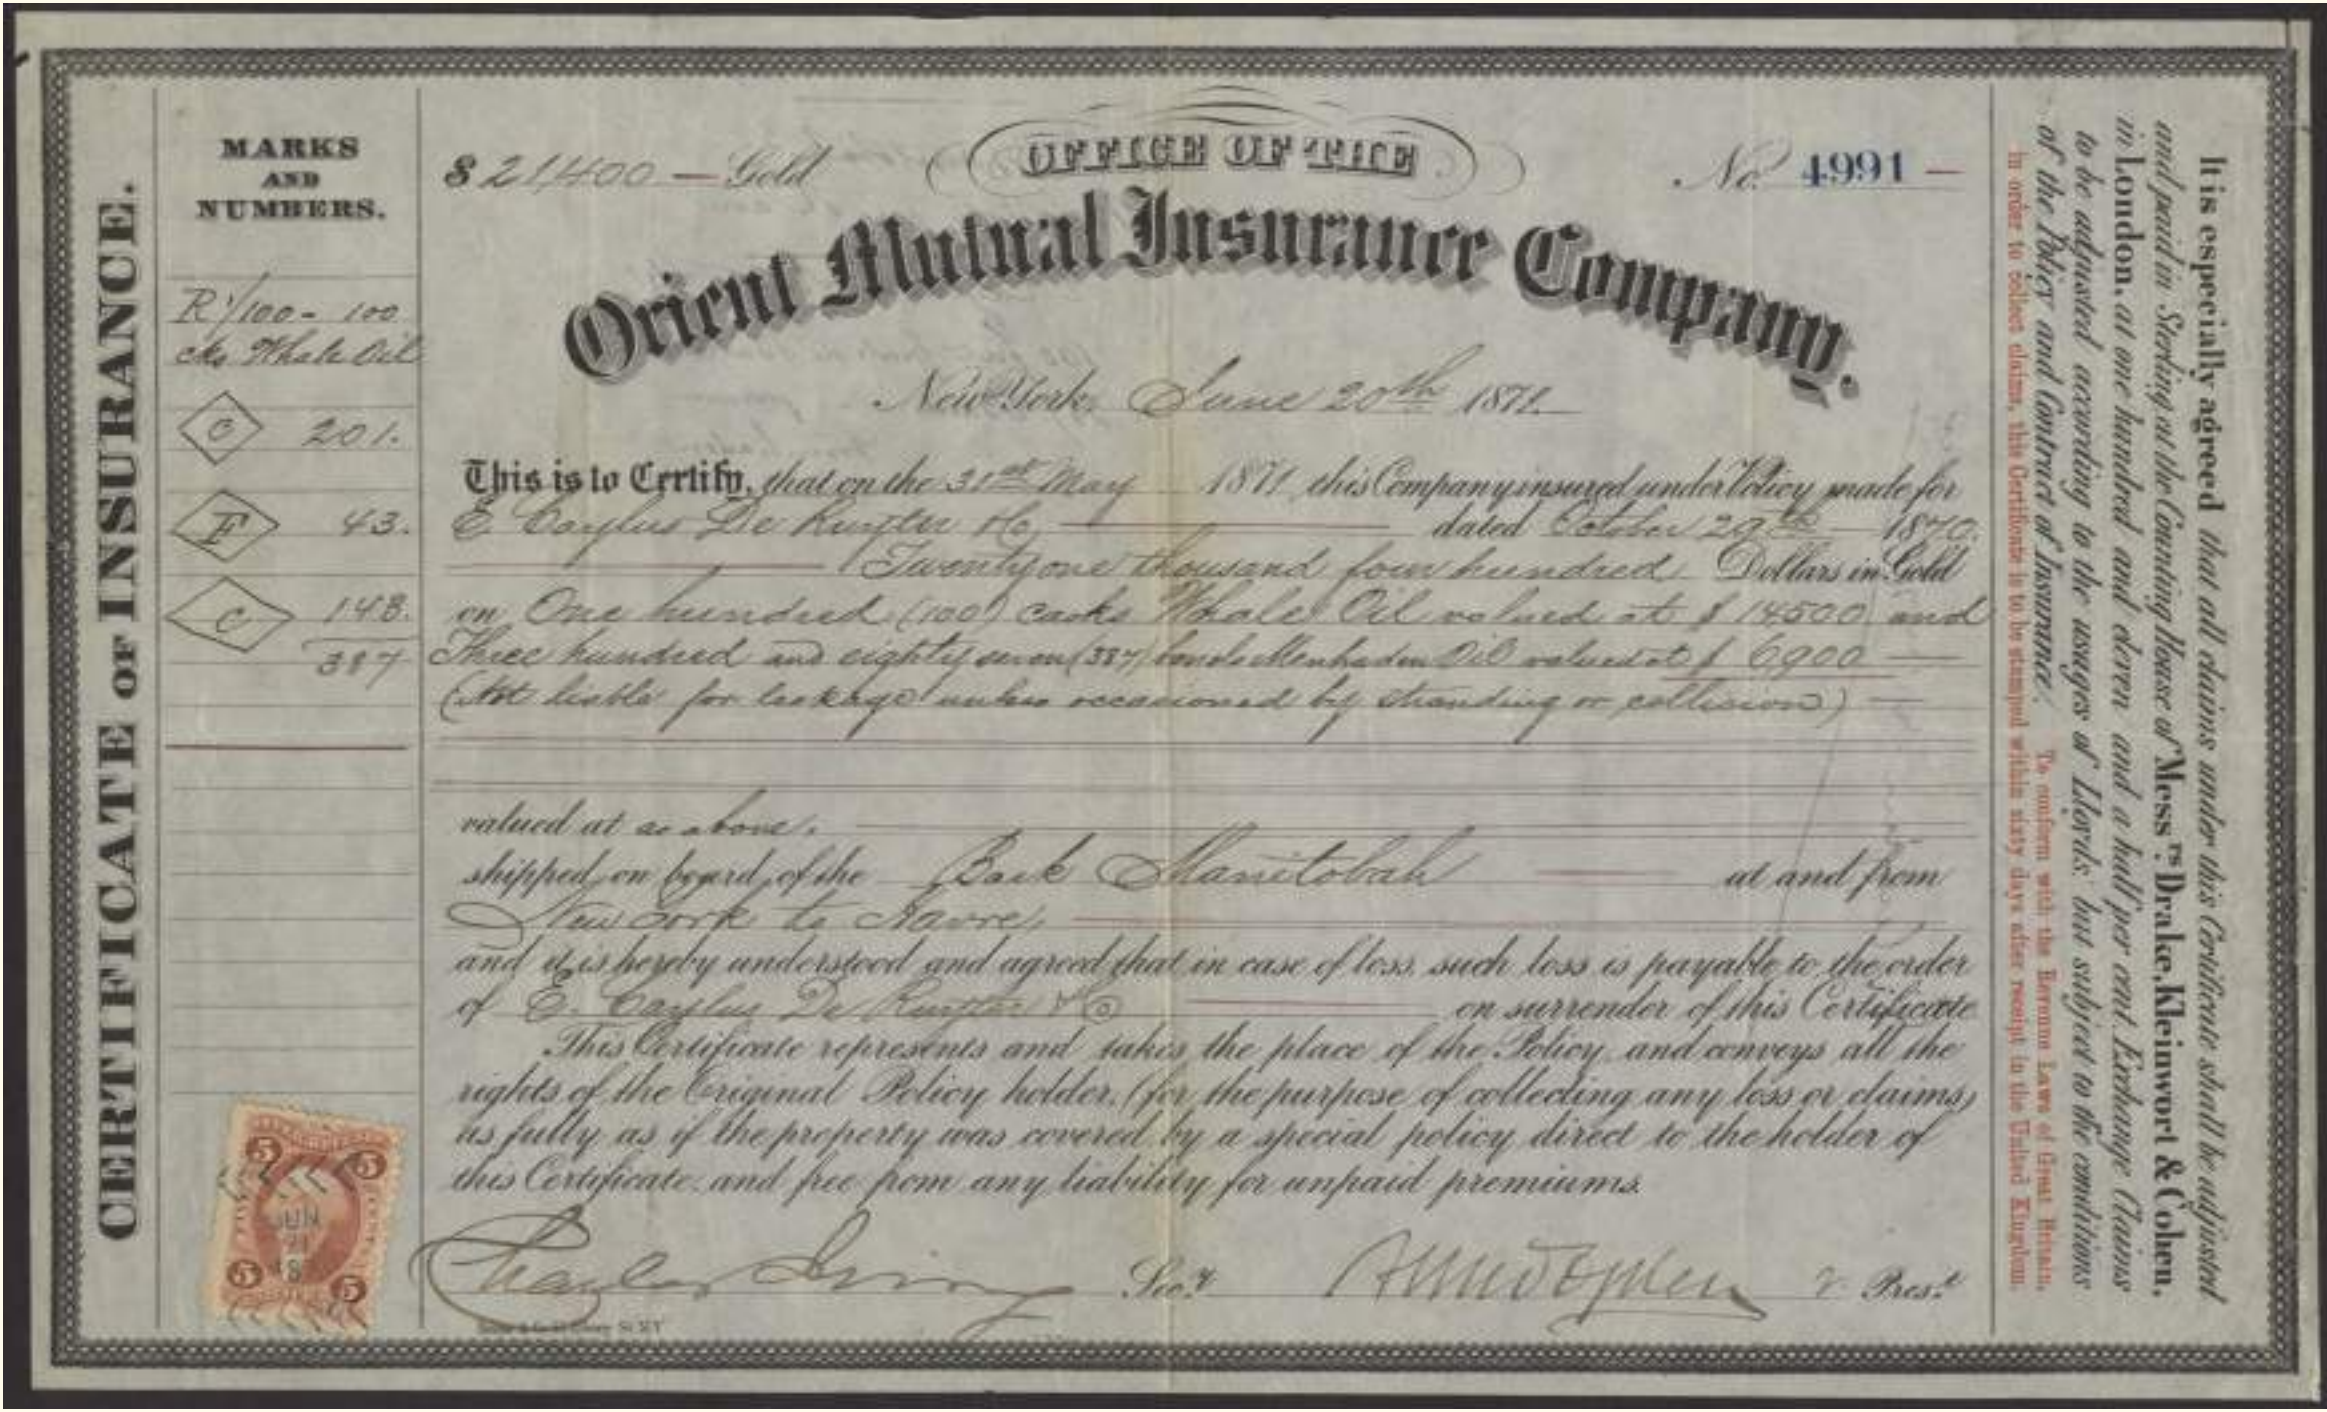 CERTIFICATE OF INSURANCE.
MARKS
AND
NUMBERS.
R 1/100 - 100
cks Whale Oil
C 201.
F 43.
C 143.
387
$21,400 — Gold
OFFICE OF THE
No. 4991 —
Orient Mutual Insurance Company.
New York, June 20th 1871.
This is to Certify, that on the 31st May 1871, this Company insured under Policy made for
E. Caylus De Ruyter & Co dated October 29th 1870.
Twenty one thousand four hundred Dollars in Gold
on One hundred (100) casks Whale Oil valued at $14500 and
Three hundred and eighty seven (387) Menhaden Oil valued at $6900 —
(Not liable for leakage unless occasioned by stranding or collision) —
valued at as above.
shipped on board of the Bark Manitobah at and from
New York to Havre,
and it is hereby understood and agreed that in case of loss, such loss is payable to the order
of E. Caylus De Ruyter & Co on surrender of this Certificate
This Certificate represents and takes the place of the Policy, and conveys all the
rights of the Original Policy holder, (for the purpose of collecting any loss or claims)
as fully as if the property was covered by a special policy direct to the holder of
this Certificate, and free from any liability for unpaid premiums.
Charles Irving Secy
2 Prest
It is especially agreed that all claims under this Certificate shall be adjusted
and paid in Sterling at the Counting House of Mess.rs Drake, Kleinwort & Cohen,
in London, at one hundred and eleven and a half per cent. Exchange Claims
to be adjusted according to the usages of Lloyds, but subject to the conditions
of the Policy and Contract of Insurance. To conform with the Revenue Laws of Great Britain,
in order to collect claims, this Certificate is to be stamped within sixty days after receipt in the United Kingdom.
5 5
JUN
21
187
5 5